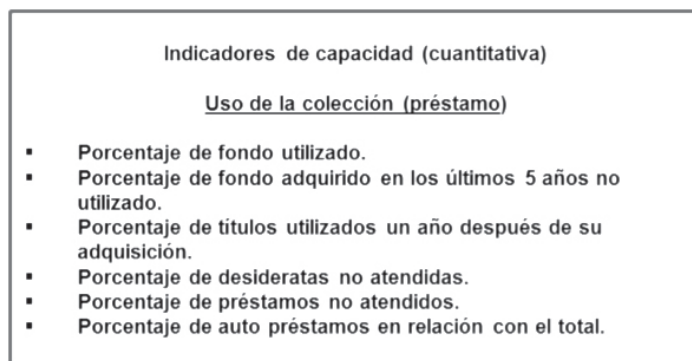 Indicadores de capacidad (cuantitativa)
Uso de la colección (préstamo)
▪ Porcentaje de fondo utilizado.
▪ Porcentaje de fondo adquirido en los últimos 5 años no
utilizado.
▪ Porcentaje de títulos utilizados un año después de su
adquisición.
▪ Porcentaje de desideratas no atendidas.
▪ Porcentaje de préstamos no atendidos.
▪ Porcentaje de auto préstamos en relación con el total.